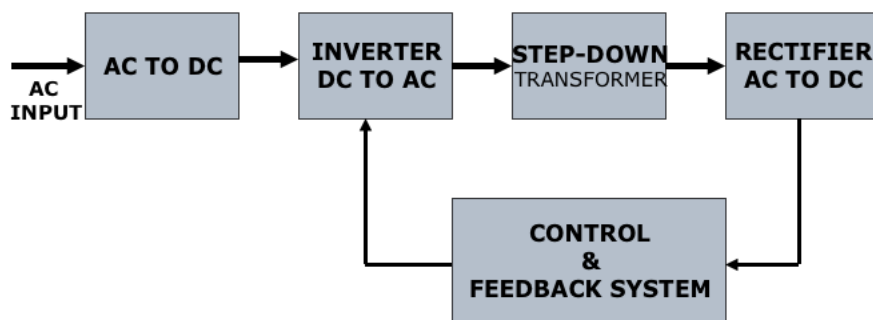 AC TO DC
INVERTER
DC TO AC
STEP-DOWN
TRANSFORMER
RECTIFIER
AC TO DC
AC
INPUT
CONTROL
&
FEEDBACK SYSTEM